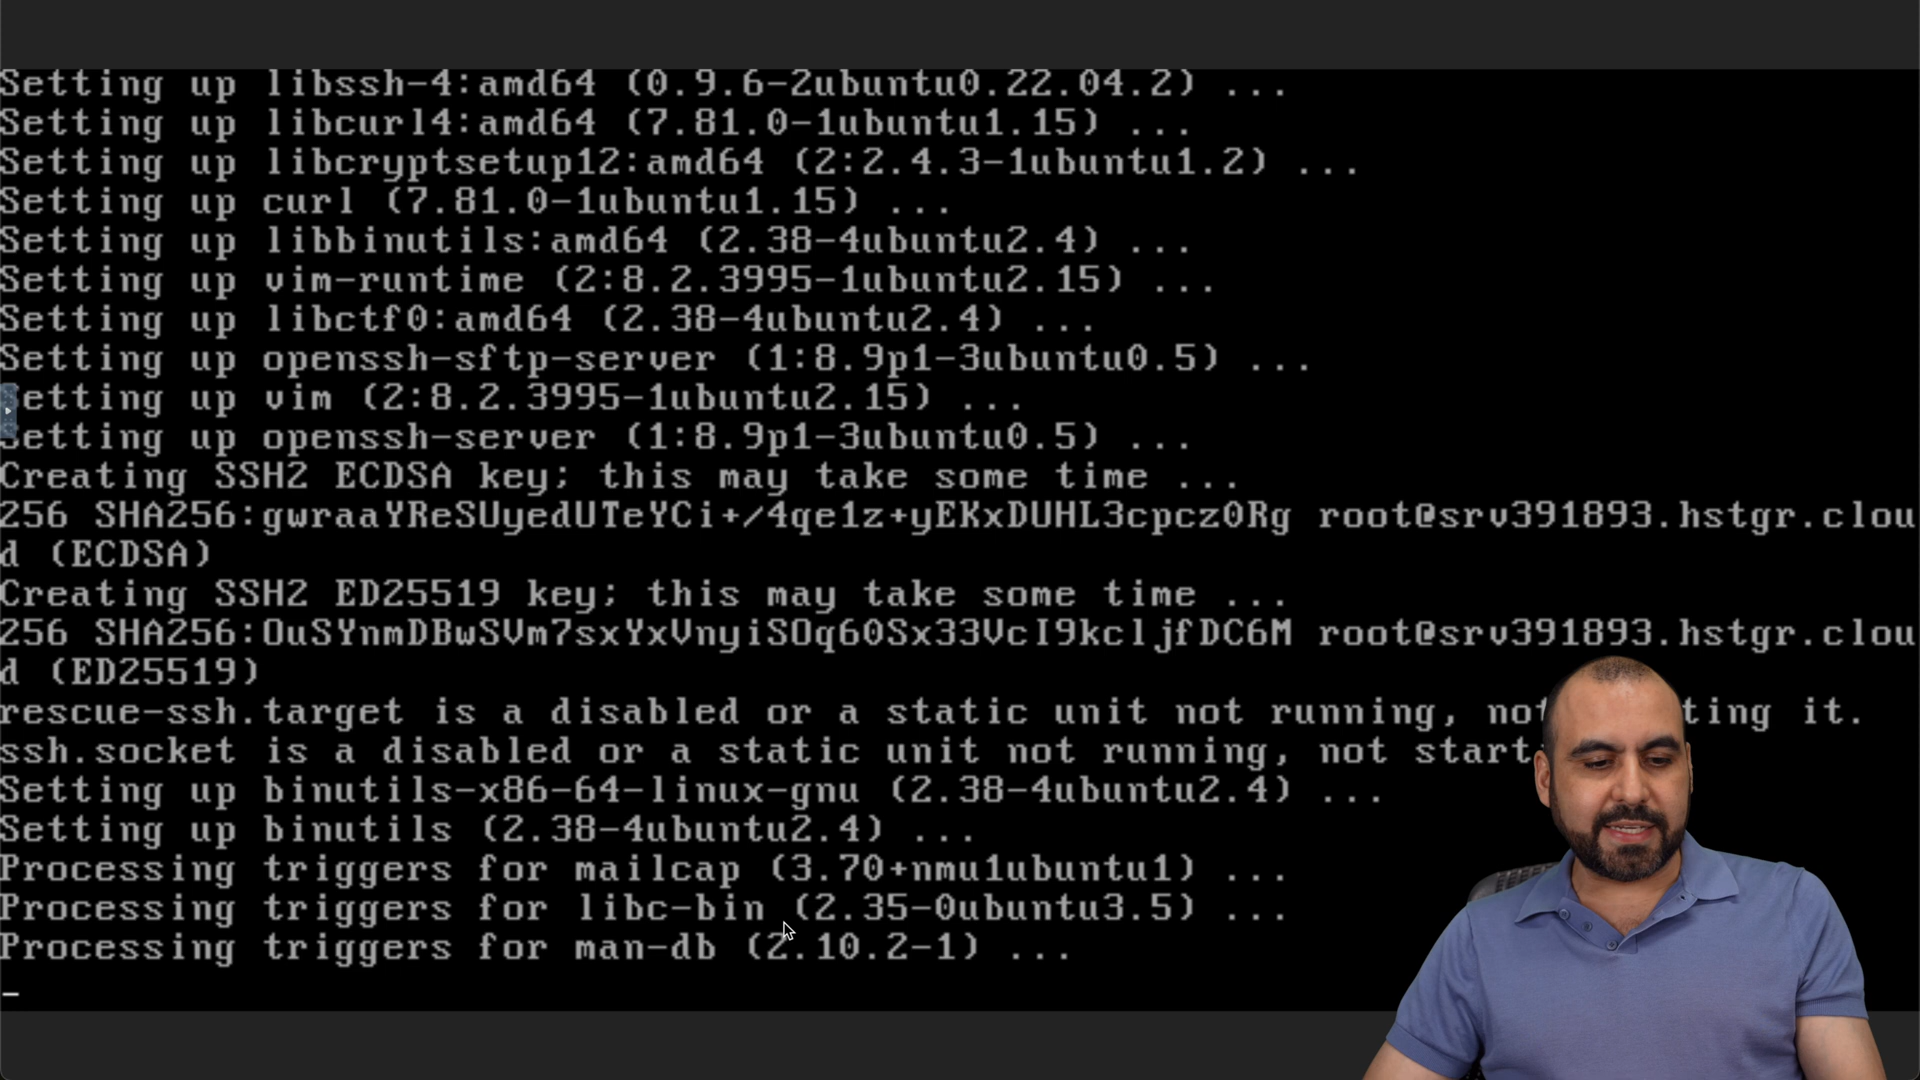 Setting up libssh-4:amd64 (0.9.6-2ubuntu0.22.04.2) ...
Setting up libcurl4:amd64 (7.81.0-1ubuntu1.15) ...
Setting up libcryptsetup12:amd64 (2:2.4.3-1ubuntu1.2) ...
Setting up curl (7.81.0-1ubuntu1.15) ...
Setting up libbinutils:amd64 (2.38-4ubuntu2.4) ...
Setting up vim-runtime (2:8.2.3995-1ubuntu2.15) ...
Setting up libctf0:amd64 (2.38-4ubuntu2.4) ...
Setting up openssh-sftp-server (1:8.9p1-3ubuntu0.5) ...
etting up vim (2:8.2.3995-1ubuntu2.15) ...
Setting up openssh-server (1:8.9p1-3ubuntu0.5) ...
Creating SSH2 ECDSA key; this may take some time ...
256 SHA256:gwraaYReSUyedUTeYCi+/4qe1z+yEKxDUHL3cpcz0Rg root@srv391893.hstgr.clou
d (ECDSA)
Creating SSH2 ED25519 key; this may take some time ...
256 SHA256:OuSYnmDBwSVm7sxYxVnyiSOq60Sx33VcI9kcljfDC6M root@srv391893.hstgr.clou
d (ED25519)
rescue-ssh.target is a disabled or a static unit not running, not ting it.
ssh.socket is a disabled or a static unit not running, not start
Setting up binutils-x86-64-linux-gnu (2.38-4ubuntu2.4) ...
Setting up binutils (2.38-4ubuntu2.4) ...
Processing triggers for mailcap (3.70+nmu1ubuntu1) ...
Processing triggers for libc-bin (2.35-0ubuntu3.5) ...
Processing triggers for man-db (2.10.2-1) ...